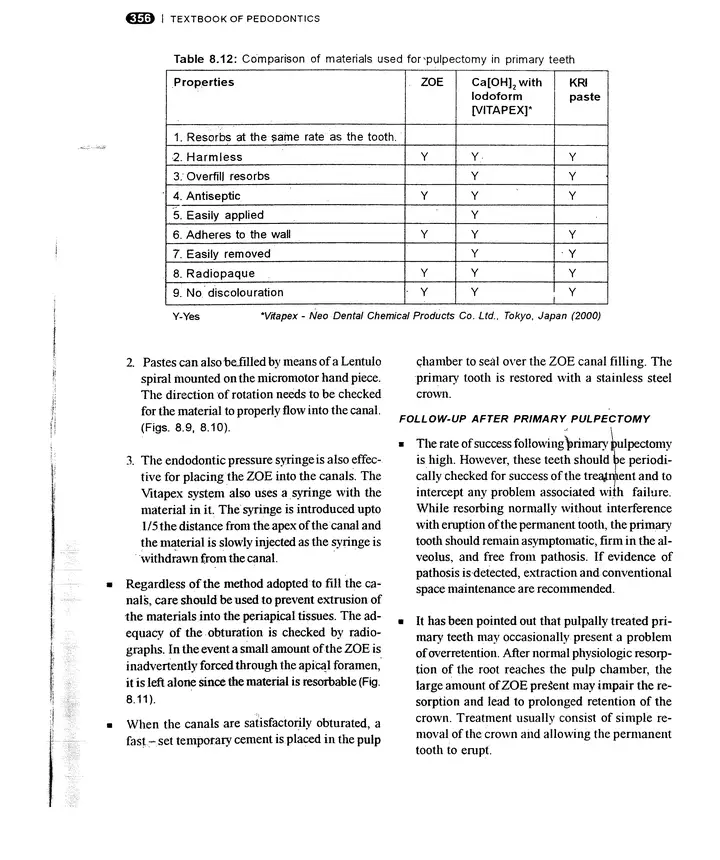 356 | TEXTBOOK OF PEDODONTICS
Table 8.12: Comparison of materials used for pulpectomy in primary teeth
Properties ZOE Ca[OH]2 with Iodoform [VITAPEX]* KRI paste
1. Resorbs at the same rate as the tooth.
2. Harmless Y Y Y
3. Overfill resorbs Y Y
4. Antiseptic Y Y Y
5. Easily applied Y
6. Adheres to the wall Y Y Y
7. Easily removed Y Y
8. Radiopaque Y Y Y
9. No discolouration Y Y Y
Y-Yes *Vitapex - Neo Dental Chemical Products Co. Ltd., Tokyo, Japan (2000)
2. Pastes can also be filled by means of a Lentulo
spiral mounted on the micromotor hand piece.
The direction of rotation needs to be checked
for the material to properly flow into the canal.
(Figs. 8.9, 8.10).
3. The endodontic pressure syringe is also effec-
tive for placing the ZOE into the canals. The
Vitapex system also uses a syringe with the
material in it. The syringe is introduced upto
1/5 the distance from the apex of the canal and
the material is slowly injected as the syringe is
withdrawn from the canal.
■ Regardless of the method adopted to fill the ca-
nals, care should be used to prevent extrusion of
the materials into the periapical tissues. The ad-
equacy of the obturation is checked by radio-
graphs. In the event a small amount of the ZOE is
inadvertently forced through the apical foramen,
it is left alone since the material is resorbable (Fig.
8.11).
■ When the canals are satisfactorily obturated, a
fast – set temporary cement is placed in the pulp
chamber to seal over the ZOE canal filling. The
primary tooth is restored with a stainless steel
crown.
FOLLOW-UP AFTER PRIMARY PULPECTOMY
■ The rate of success following primary pulpectomy
is high. However, these teeth should be periodi-
cally checked for success of the treatment and to
intercept any problem associated with failure.
While resorbing normally without interference
with eruption of the permanent tooth, the primary
tooth should remain asymptomatic, firm in the al-
veolus, and free from pathosis. If evidence of
pathosis is detected, extraction and conventional
space maintenance are recommended.
■ It has been pointed out that pulpally treated pri-
mary teeth may occasionally present a problem
of overretention. After normal physiologic resorp-
tion of the root reaches the pulp chamber, the
large amount of ZOE present may impair the re-
sorption and lead to prolonged retention of the
crown. Treatment usually consist of simple re-
moval of the crown and allowing the permanent
tooth to erupt.